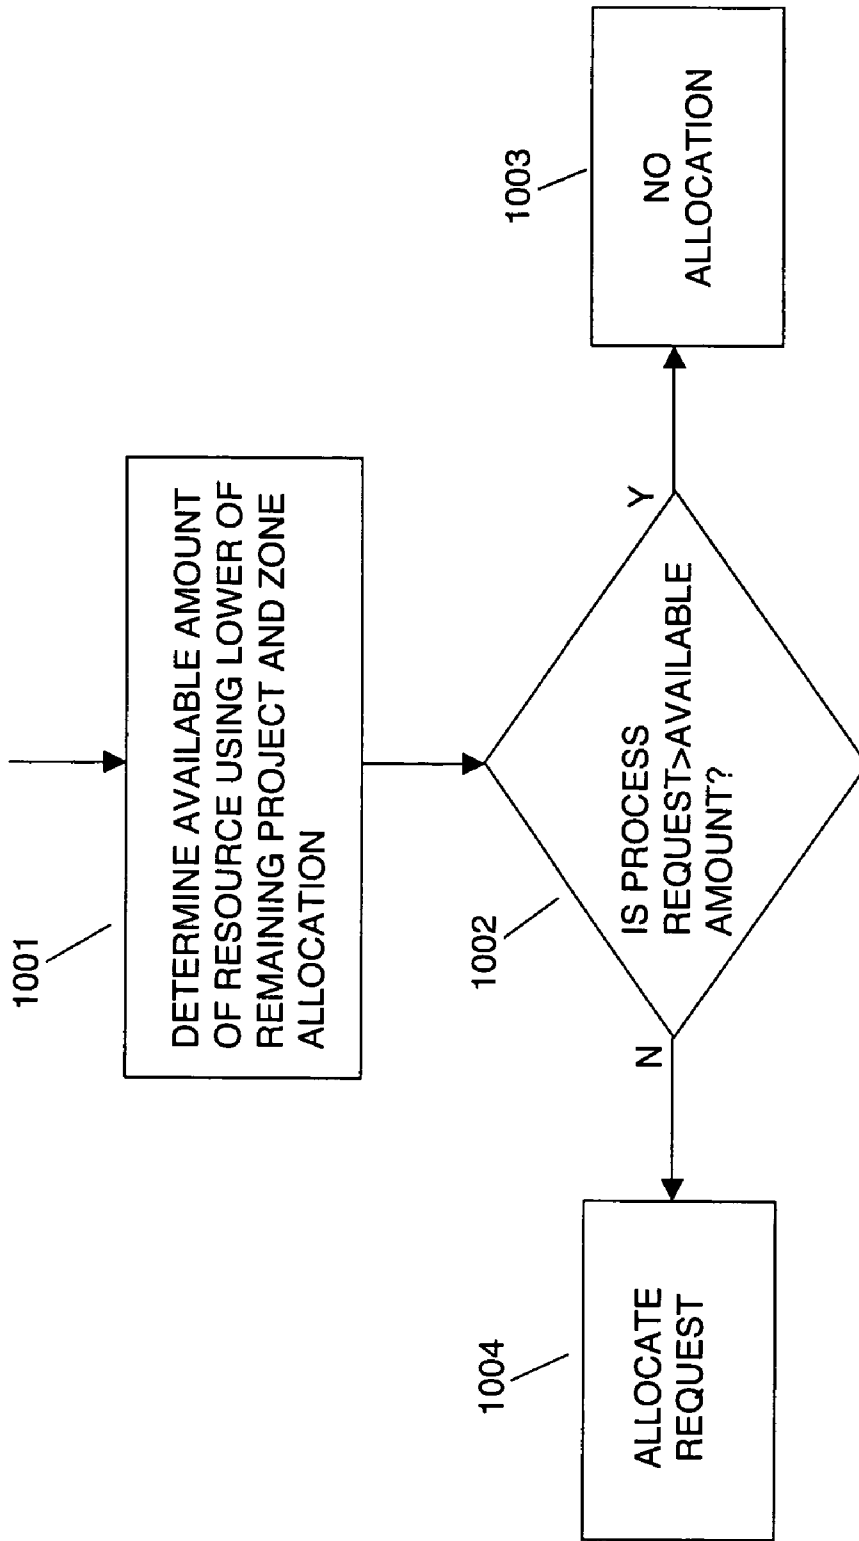 1001
DETERMINE AVAILABLE AMOUNT
OF RESOURCE USING LOWER OF
REMAINING PROJECT AND ZONE
ALLOCATION
1002
IS PROCESS
REQUEST>AVAILABLE
AMOUNT?
N
Y
1004
ALLOCATE
REQUEST
1003
NO
ALLOCATION